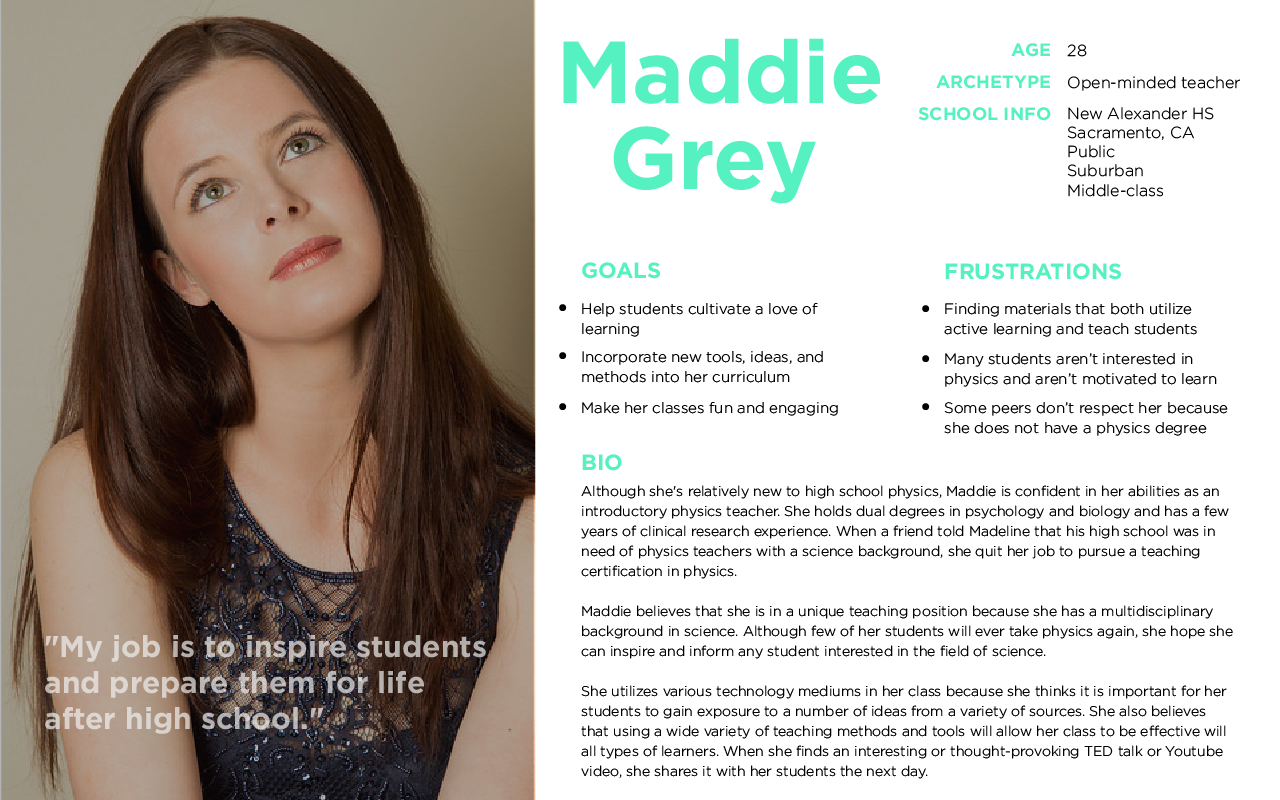 Maddie
Grey
AGE 28
ARCHETYPE Open-minded teacher
SCHOOL INFO New Alexander HS
Sacramento, CA
Public
Suburban
Middle-class
GOALS
• Help students cultivate a love of
learning
• Incorporate new tools, ideas, and
methods into her curriculum
• Make her classes fun and engaging
FRUSTRATIONS
• Finding materials that both utilize
active learning and teach students
• Many students aren't interested in
physics and aren't motivated to learn
• Some peers don't respect her because
she does not have a physics degree
BIO
Although she's relatively new to high school physics, Maddie is confident in her abilities as an
introductory physics teacher. She holds dual degrees in psychology and biology and has a few
years of clinical research experience. When a friend told Madeline that his high school was in
need of physics teachers with a science background, she quit her job to pursue a teaching
certification in physics.
Maddie believes that she is in a unique teaching position because she has a multidisciplinary
background in science. Although few of her students will ever take physics again, she hope she
can inspire and inform any student interested in the field of science.
She utilizes various technology mediums in her class because she thinks it is important for her
students to gain exposure to a number of ideas from a variety of sources. She also believes
that using a wide variety of teaching methods and tools will allow her class to be effective will
all types of learners. When she finds an interesting or thought-provoking TED talk or Youtube
video, she shares it with her students the next day.
"My job is to inspire students
and prepare them for life
after high school."